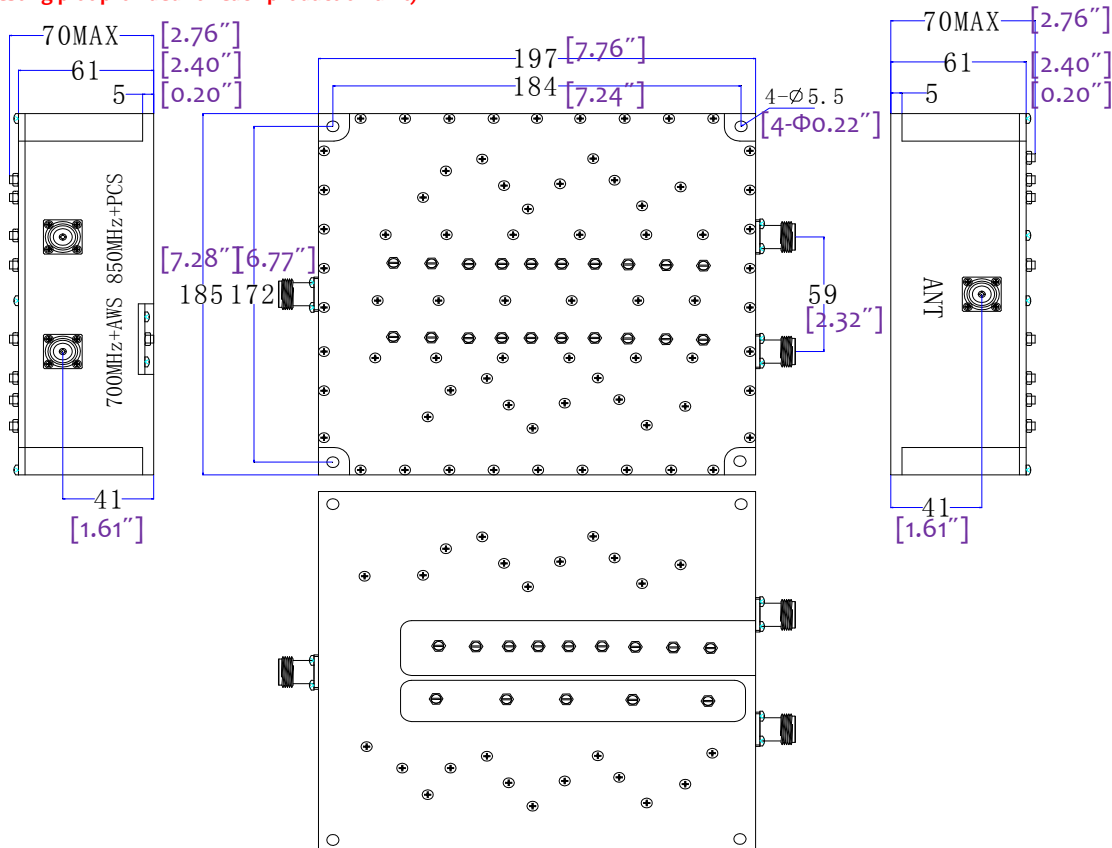 70MAX [2.76"]
61 [2.40"]
5 [0.20"]
197 [7.76"]
184 [7.24"]
4-Ø5.5
[4-Φ0.22"]
70MAX [2.76"]
61 [2.40"]
5 [0.20"]
700MHz+AWS 850MHz+PCS
[7.28"] [6.77"]
185 172
59
[2.32"]
ANT
41
[1.61"]
41
[1.61"]